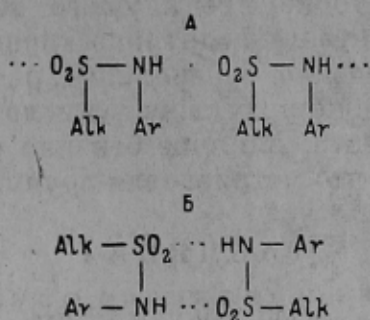 А
··· O₂S — NH · O₂S — NH ···
Alk Ar Alk Ar
Б
Alk — SO₂ ··· HN — Ar
Ar — NH ··· O₂S — Alk